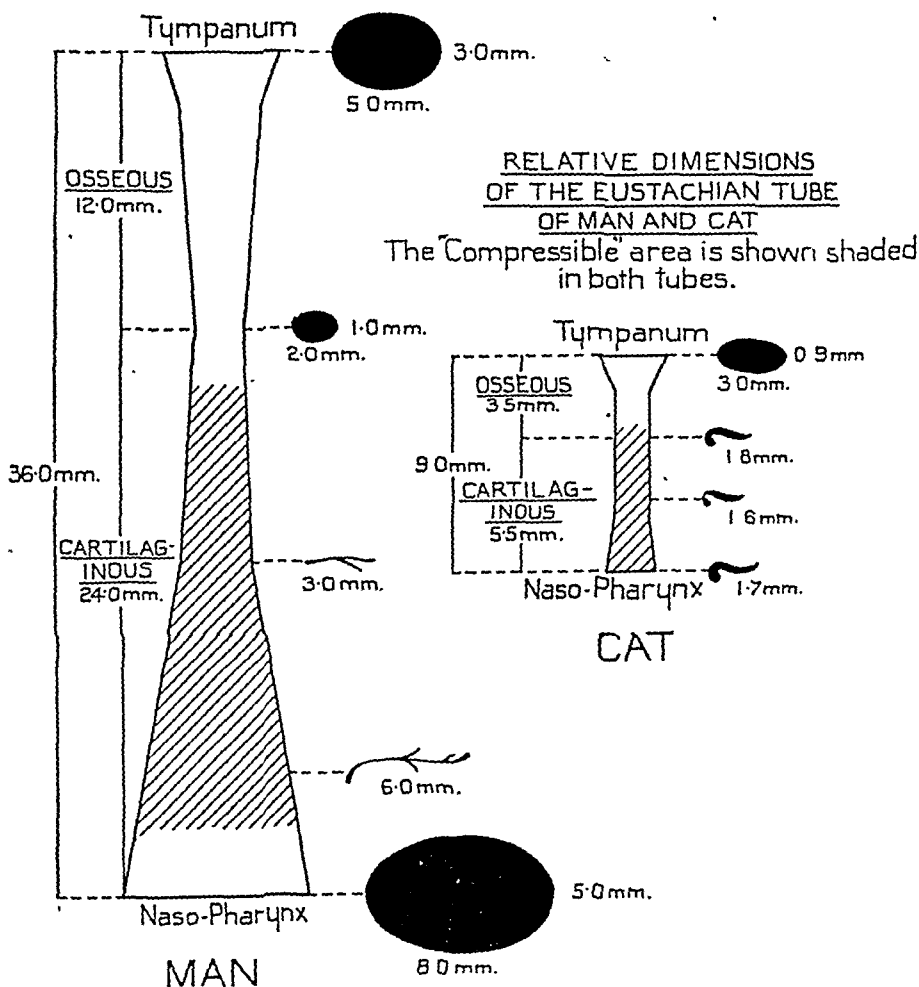 Tympanum
3·0mm.
5·0mm.
OSSEOUS
12·0mm.
1·0mm.
2·0mm.
36·0mm.
CARTILAG-
INOUS
24·0mm.
3·0mm.
6·0mm.
Naso-Pharynx
5·0mm.
8·0mm.
MAN
RELATIVE DIMENSIONS
OF THE EUSTACHIAN TUBE
OF MAN AND CAT
The "Compressible" area is shown shaded
in both tubes.
Tympanum
0·9mm
3·0mm.
OSSEOUS
3·5mm.
1·8mm.
9·0mm.
CARTILAG-
INOUS
5·5mm.
1·6mm.
Naso-Pharynx
1·7mm.
CAT